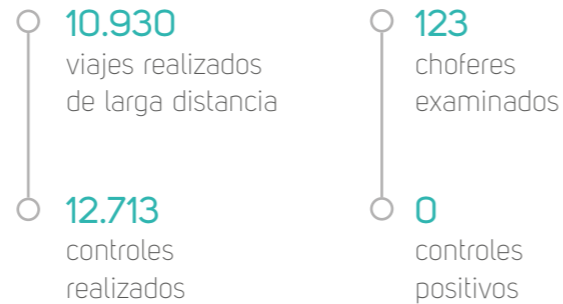 10.930
viajes realizados
de larga distancia
12.713
controles
realizados
123
choferes
examinados
0
controles
positivos